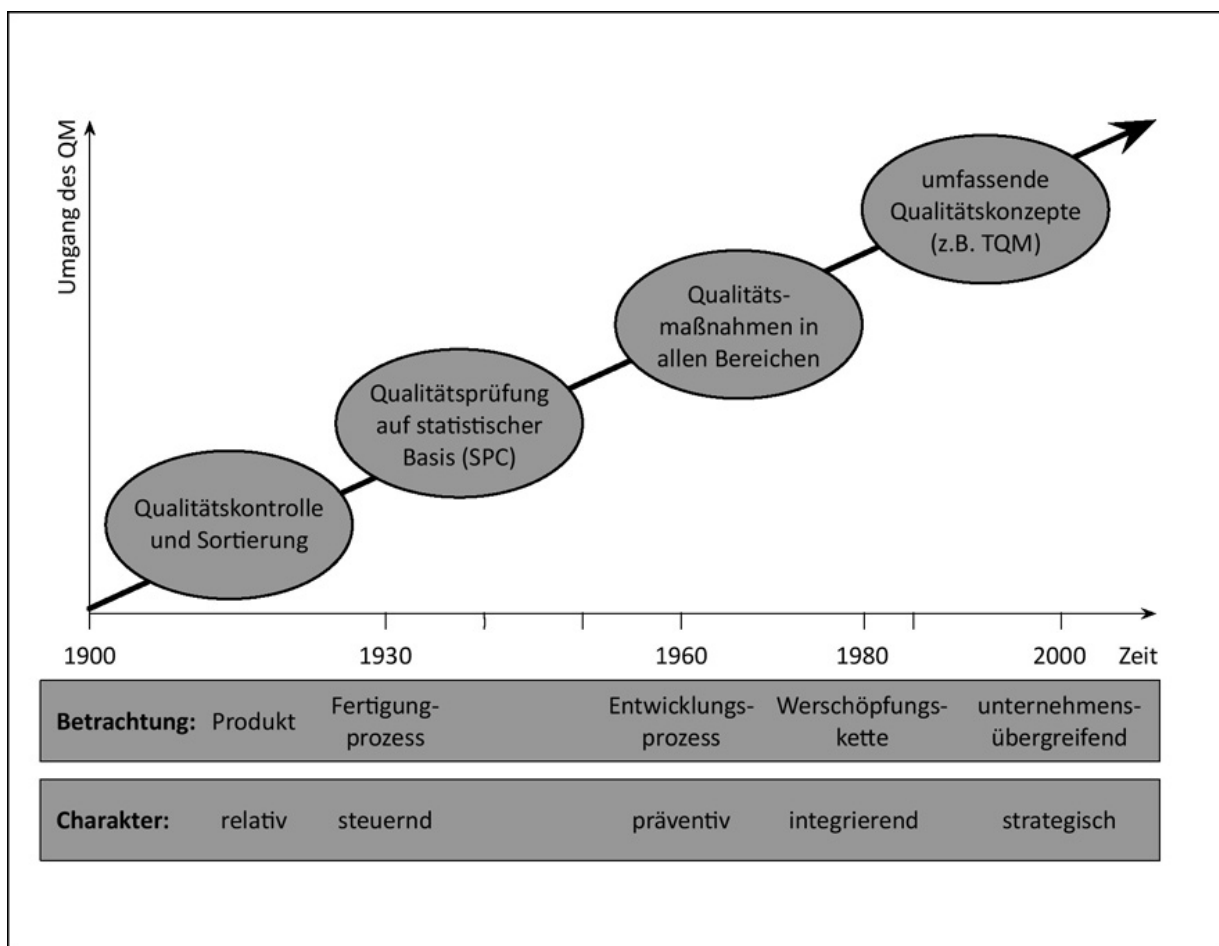 Umgang des QM
umfassende
Qualitätskonzepte
(z.B. TQM)
Qualitäts-
maßnahmen in
allen Bereichen
Qualitätsprüfung
auf statistischer
Basis (SPC)
Qualitätskontrolle
und Sortierung
1900 1930 1960 1980 2000 Zeit
Betrachtung: Produkt
Fertigung-
prozess
Entwicklungs-
prozess
Werschöpfungs-
kette
unternehmens-
übergreifend
Charakter: relativ steuernd präventiv integrierend strategisch